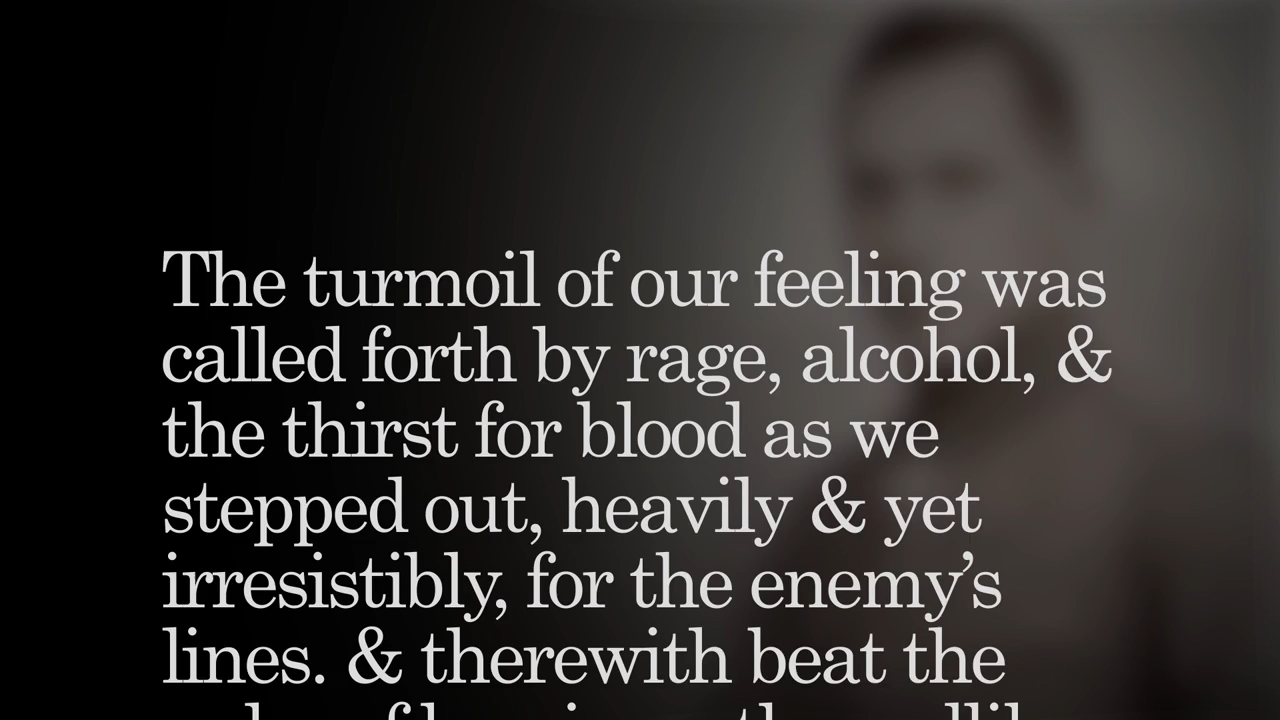 The turmoil of our feeling was
called forth by rage, alcohol, &
the thirst for blood as we
stepped out, heavily & yet
irresistibly, for the enemy’s
lines. & therewith beat the